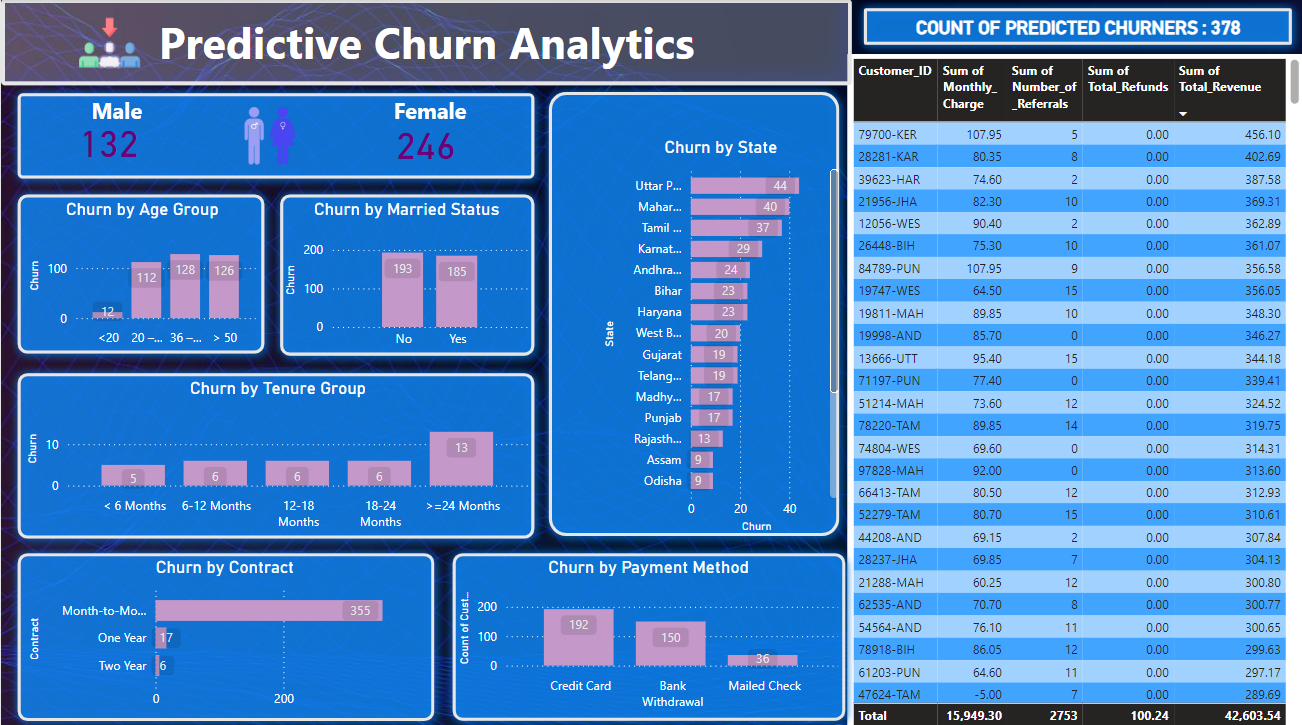 Predictive Churn Analytics
COUNT OF PREDICTED CHURNERS : 378
Male
132
Female
246
Churn by Age Group
Churn
100
0
12
112
128
126
<20
20 –...
36 –...
> 50
Churn by Married Status
Churn
200
100
0
193
185
No
Yes
Churn by Tenure Group
Churn
10
0
5
6
6
6
13
< 6 Months
6-12 Months
12-18
Months
18-24
Months
>=24 Months
Churn by State
State
Uttar P... 44
Mahar... 40
Tamil ... 37
Karnat... 29
Andhra... 24
Bihar 23
Haryana 23
West B... 20
Gujarat 19
Telang... 19
Madhy... 17
Punjab 17
Rajasth... 13
Assam 9
Odisha 9
0 20 40
Churn
Churn by Contract
Contract
Month-to-Mo... 355
One Year 17
Two Year 6
0 200
Churn by Payment Method
Count of Cust...
200
100
0
192
150
36
Credit Card
Bank
Withdrawal
Mailed Check
Customer_ID Sum of Monthly_Charge Sum of Number_of_Referrals Sum of Total_Refunds Sum of Total_Revenue
79700-KER 107.95 5 0.00 456.10
28281-KAR 80.35 8 0.00 402.69
39623-HAR 74.60 2 0.00 387.58
21956-JHA 82.30 10 0.00 369.31
12056-WES 90.40 2 0.00 362.89
26448-BIH 75.30 10 0.00 361.07
84789-PUN 107.95 9 0.00 356.58
19747-WES 64.50 15 0.00 356.05
19811-MAH 89.85 10 0.00 348.30
19998-AND 85.70 0 0.00 346.27
13666-UTT 95.40 15 0.00 344.18
71197-PUN 77.40 0 0.00 339.41
51214-MAH 73.60 12 0.00 324.52
78220-TAM 89.85 14 0.00 319.75
74804-WES 69.60 0 0.00 314.31
97828-MAH 92.00 0 0.00 313.60
66413-TAM 80.50 12 0.00 312.93
52279-TAM 80.70 15 0.00 310.61
44208-AND 69.15 2 0.00 307.84
28237-JHA 69.85 7 0.00 304.13
21288-MAH 60.25 12 0.00 300.80
62535-AND 70.70 8 0.00 300.77
54564-AND 76.10 11 0.00 300.65
78918-BIH 86.05 12 0.00 299.63
61203-PUN 64.60 11 0.00 297.17
47624-TAM -5.00 7 0.00 289.69
Total 15,949.30 2753 100.24 42,603.54